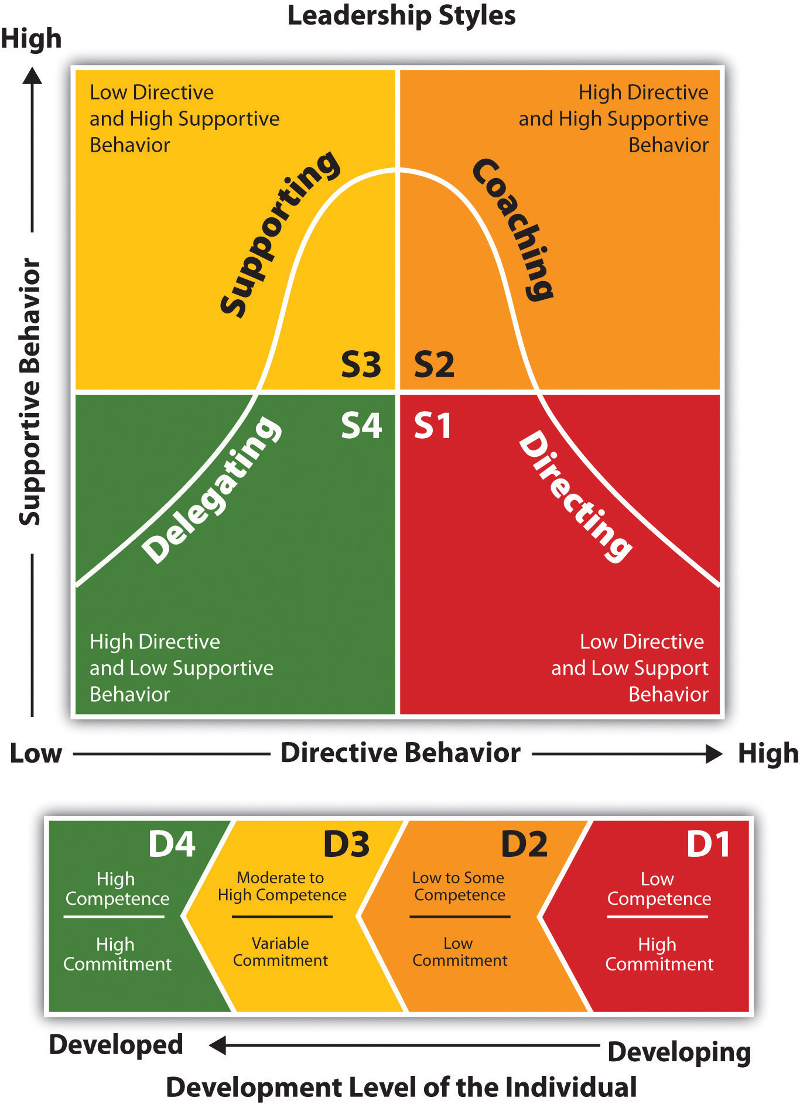 Leadership Styles
High
Low Directive
and High Supportive
Behavior
High Directive
and High Supportive
Behavior
Supporting
Coaching
Supportive Behavior
S3
S2
S4
S1
Delegating
Directing
High Directive
and Low Supportive
Behavior
Low Directive
and Low Support
Behavior
Low
Directive Behavior
High
D4
High
Competence
High
Commitment
D3
Moderate to
High Competence
Variable
Commitment
D2
Low to Some
Competence
Low
Commitment
D1
Low
Competence
High
Commitment
Developed
Developing
Development Level of the Individual